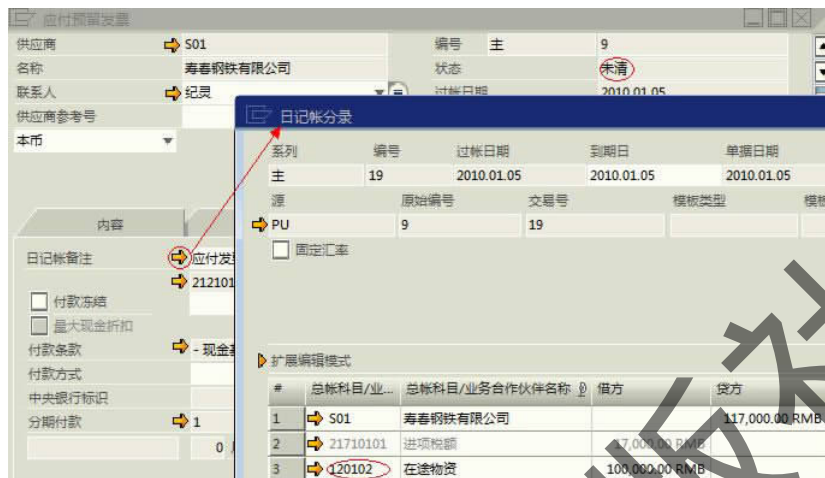 应付预留发票
供应商 S01 编号 主 9
名称 寿春钢铁有限公司 状态 未清
联系人 纪灵 过帐日期 2010.01.05
供应商参考号
本币
日记帐分录
系列 编号 过帐日期 到期日 单据日期
主 19 2010.01.05 2010.01.05 2010.01.05
源 原始编号 交易号 模板类型
PU 9 19
固定汇率
内容
日记帐备注 应付发
212101
付款冻结
最大现金折扣
付款条款 - 现金
付款方式
中央银行标识
分期付款 1
0
扩展编辑模式
# 总帐科目/业... 总帐科目/业务合作伙伴名称 借方 贷方
1 S01 寿春钢铁有限公司 117,000.00 RMB
2 21710101 进项税额 17,000.00 RMB
3 120102 在途物资 100,000.00 RMB